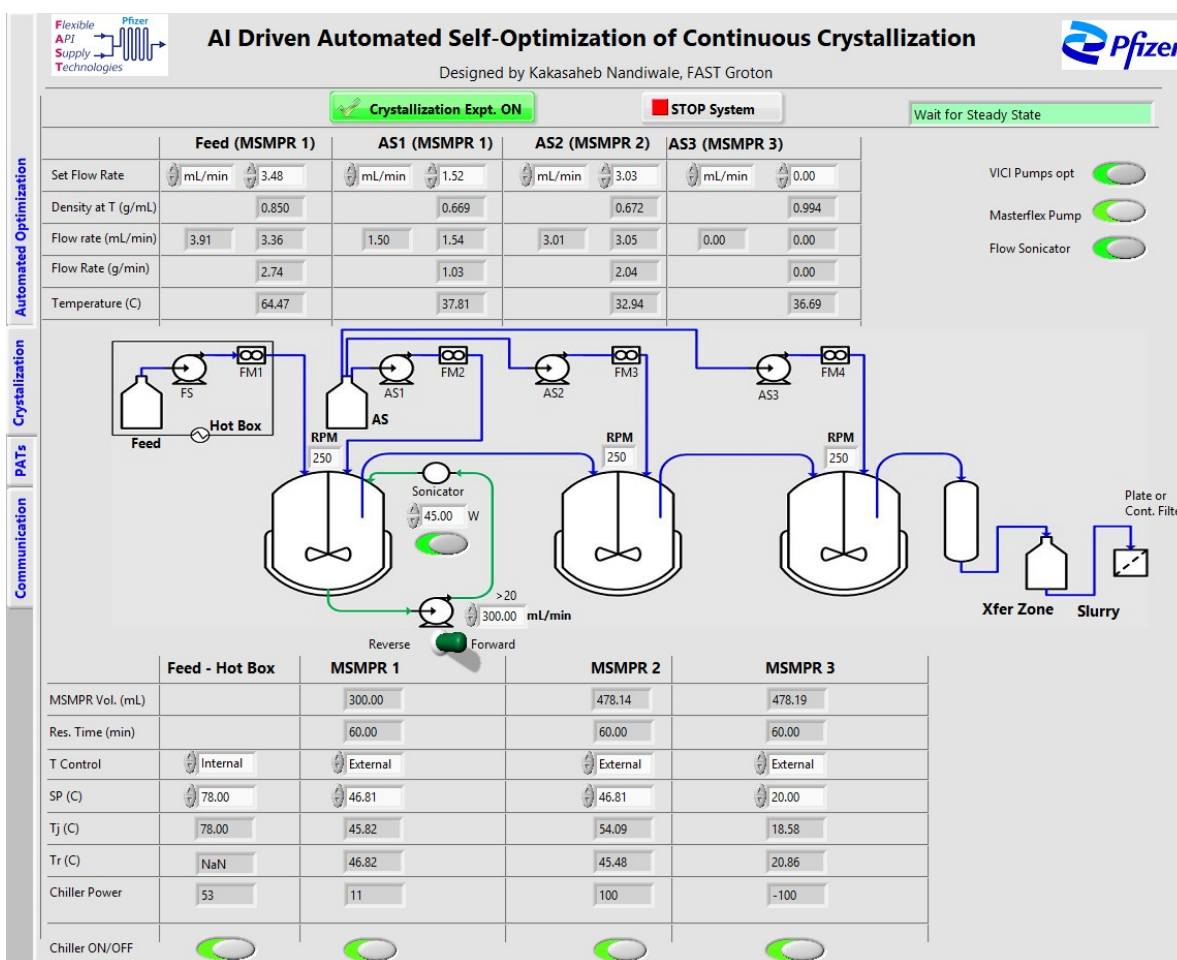 Flexible
API
Supply
Technologies
Pfizer
AI Driven Automated Self-Optimization of Continuous Crystallization
Designed by Kakasaheb Nandiwale, FAST Groton
Pfizer
Crystallization Expt. ON
STOP System
Wait for Steady State
Automated Optimization
Crystalization
PATs
Communication
Feed (MSMPR 1) AS1 (MSMPR 1) AS2 (MSMPR 2) AS3 (MSMPR 3)
Set Flow Rate mL/min 3.48 mL/min 1.52 mL/min 3.03 mL/min 0.00
Density at T (g/mL) 0.850 0.669 0.672 0.994
Flow rate (mL/min) 3.91 3.36 1.50 1.54 3.01 3.05 0.00 0.00
Flow Rate (g/min) 2.74 1.03 2.04 0.00
Temperature (C) 64.47 37.81 32.94 36.69
VICI Pumps opt
Masterflex Pump
Flow Sonicator
FS FM1 AS1 FM2 AS2 FM3 AS3 FM4
Feed Hot Box AS
RPM
250
RPM
250
RPM
250
Sonicator
45.00 W
>20
300.00 mL/min
Reverse Forward
Plate or
Cont. Filte
Xfer Zone Slurry
Feed - Hot Box MSMPR 1 MSMPR 2 MSMPR 3
MSMPR Vol. (mL) 300.00 478.14 478.19
Res. Time (min) 60.00 60.00 60.00
T Control Internal External External External
SP (C) 78.00 46.81 46.81 20.00
Tj (C) 78.00 45.82 54.09 18.58
Tr (C) NaN 46.82 45.48 20.86
Chiller Power 53 11 100 -100
Chiller ON/OFF